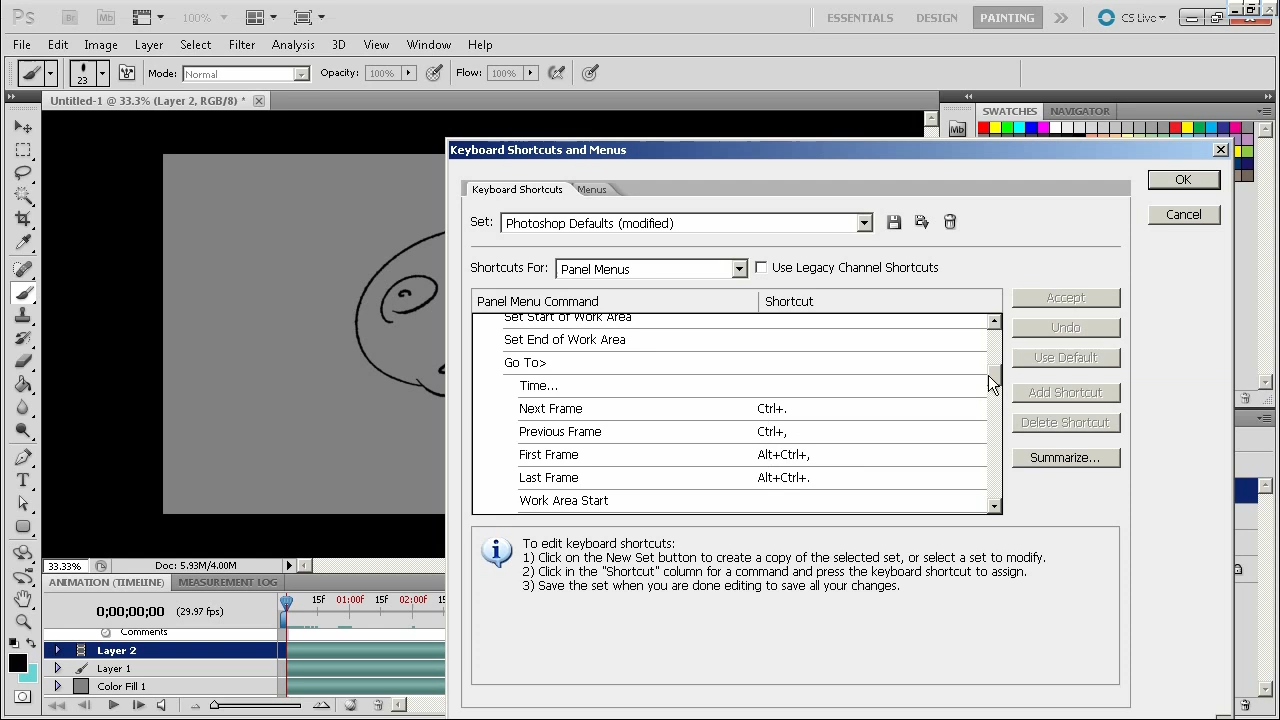 Ps Br Mb 100% ESSENTIALS DESIGN PAINTING CS Live
File Edit Image Layer Select Filter Analysis 3D View Window Help
23 Mode: Normal Opacity: 100% Flow: 100%
Untitled-1 @ 33.3% (Layer 2, RGB/8) *
SWATCHES NAVIGATOR
Mb
Keyboard Shortcuts and Menus
Keyboard Shortcuts Menus
OK
Set: Photoshop Defaults (modified)
Cancel
Shortcuts For: Panel Menus Use Legacy Channel Shortcuts
Panel Menu Command Shortcut
Set Start of Work Area
Set End of Work Area
Go To>
Time...
Next Frame Ctrl+.
Previous Frame Ctrl+,
First Frame Alt+Ctrl+,
Last Frame Alt+Ctrl+.
Work Area Start
Accept
Undo
Use Default
Add Shortcut
Delete Shortcut
Summarize...
To edit keyboard shortcuts:
1) Click on the New Set button to create a copy of the selected set, or select a set to modify.
2) Click in the "Shortcut" column for a command and press the keyboard shortcut to assign.
3) Save the set when you are done editing to save all your changes.
33.33% Doc: 5.93M/4.00M
ANIMATION (TIMELINE) MEASUREMENT LOG
0;00;00;00 (29.97 fps) 15F 01:00f 15F 02:00f
Comments
Layer 2
Layer 1
Color Fill 1